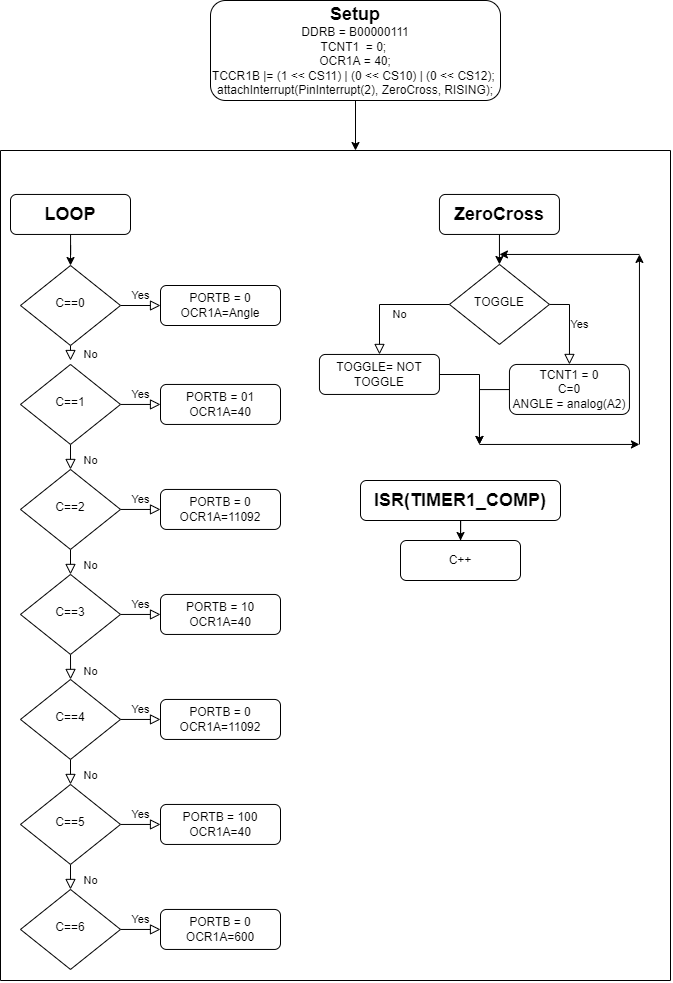 Setup
DDRB = B00000111
TCNT1 = 0;
OCR1A = 40;
TCCR1B |= (1 << CS11) | (0 << CS10) | (0 << CS12);
attachInterrupt(PinInterrupt(2), ZeroCross, RISING);
LOOP
C==0
Yes
PORTB = 0
OCR1A=Angle
No
C==1
Yes
PORTB = 01
OCR1A=40
No
C==2
Yes
PORTB = 0
OCR1A=11092
No
C==3
Yes
PORTB = 10
OCR1A=40
No
C==4
Yes
PORTB = 0
OCR1A=11092
No
C==5
Yes
PORTB = 100
OCR1A=40
No
C==6
Yes
PORTB = 0
OCR1A=600
ZeroCross
TOGGLE
No
Yes
TOGGLE= NOT
TOGGLE
TCNT1 = 0
C=0
ANGLE = analog(A2)
ISR(TIMER1_COMP)
C++